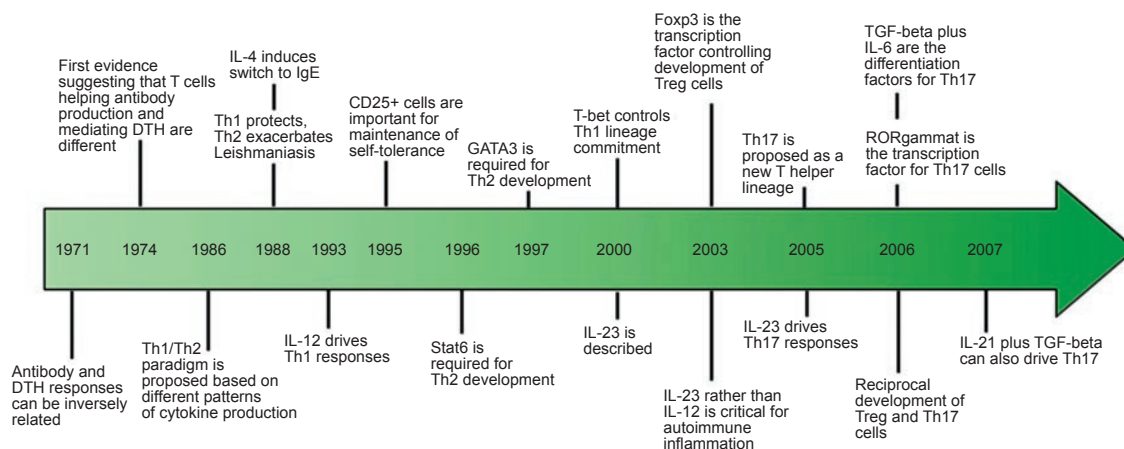 First evidence
suggesting that T cells
helping antibody
production and
mediating DTH are
different
IL-4 induces
switch to IgE
Th1 protects,
Th2 exacerbates
Leishmaniasis
CD25+ cells are
important for
maintenance of
self-tolerance
GATA3 is
required for
Th2 development
T-bet controls
Th1 lineage
commitment
Foxp3 is the
transcription
factor controlling
development of
Treg cells
Th17 is
proposed as a
new T helper
lineage
TGF-beta plus
IL-6 are the
differentiation
factors for Th17
RORgammat is
the transcription
factor for Th17 cells
1971 1974 1986 1988 1993 1995 1996 1997 2000 2003 2005 2006 2007
Antibody and
DTH responses
can be inversely
related
Th1/Th2
paradigm is
proposed based on
different patterns
of cytokine production
IL-12 drives
Th1 responses
Stat6 is
required for
Th2 development
IL-23 is
described
IL-23 rather than
IL-12 is critical for
autoimmune
inflammation
IL-23 drives
Th17 responses
Reciprocal
development of
Treg and Th17
cells
IL-21 plus TGF-beta
can also drive Th17